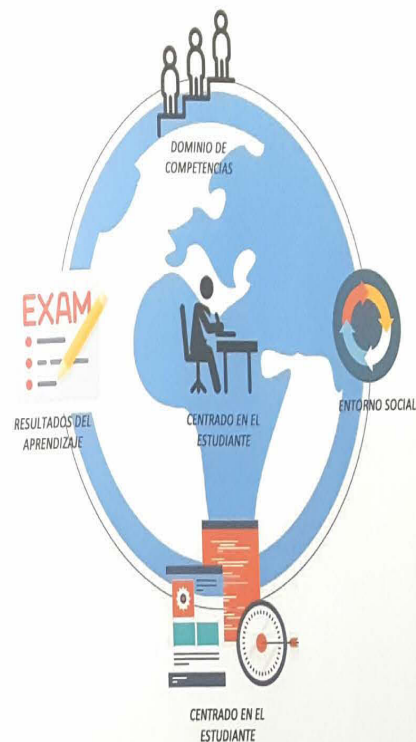 DOMINIO DE
COMPETENCIAS
EXAM
RESULTADOS DEL
APRENDIZAJE
CENTRADO EN EL
ESTUDIANTE
ENTORNO SOCIAL
CENTRADO EN EL
ESTUDIANTE